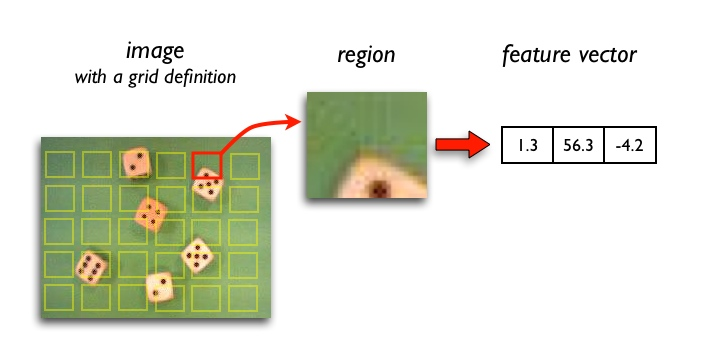 image
with a grid definition
region
feature vector
1.3 56.3 -4.2